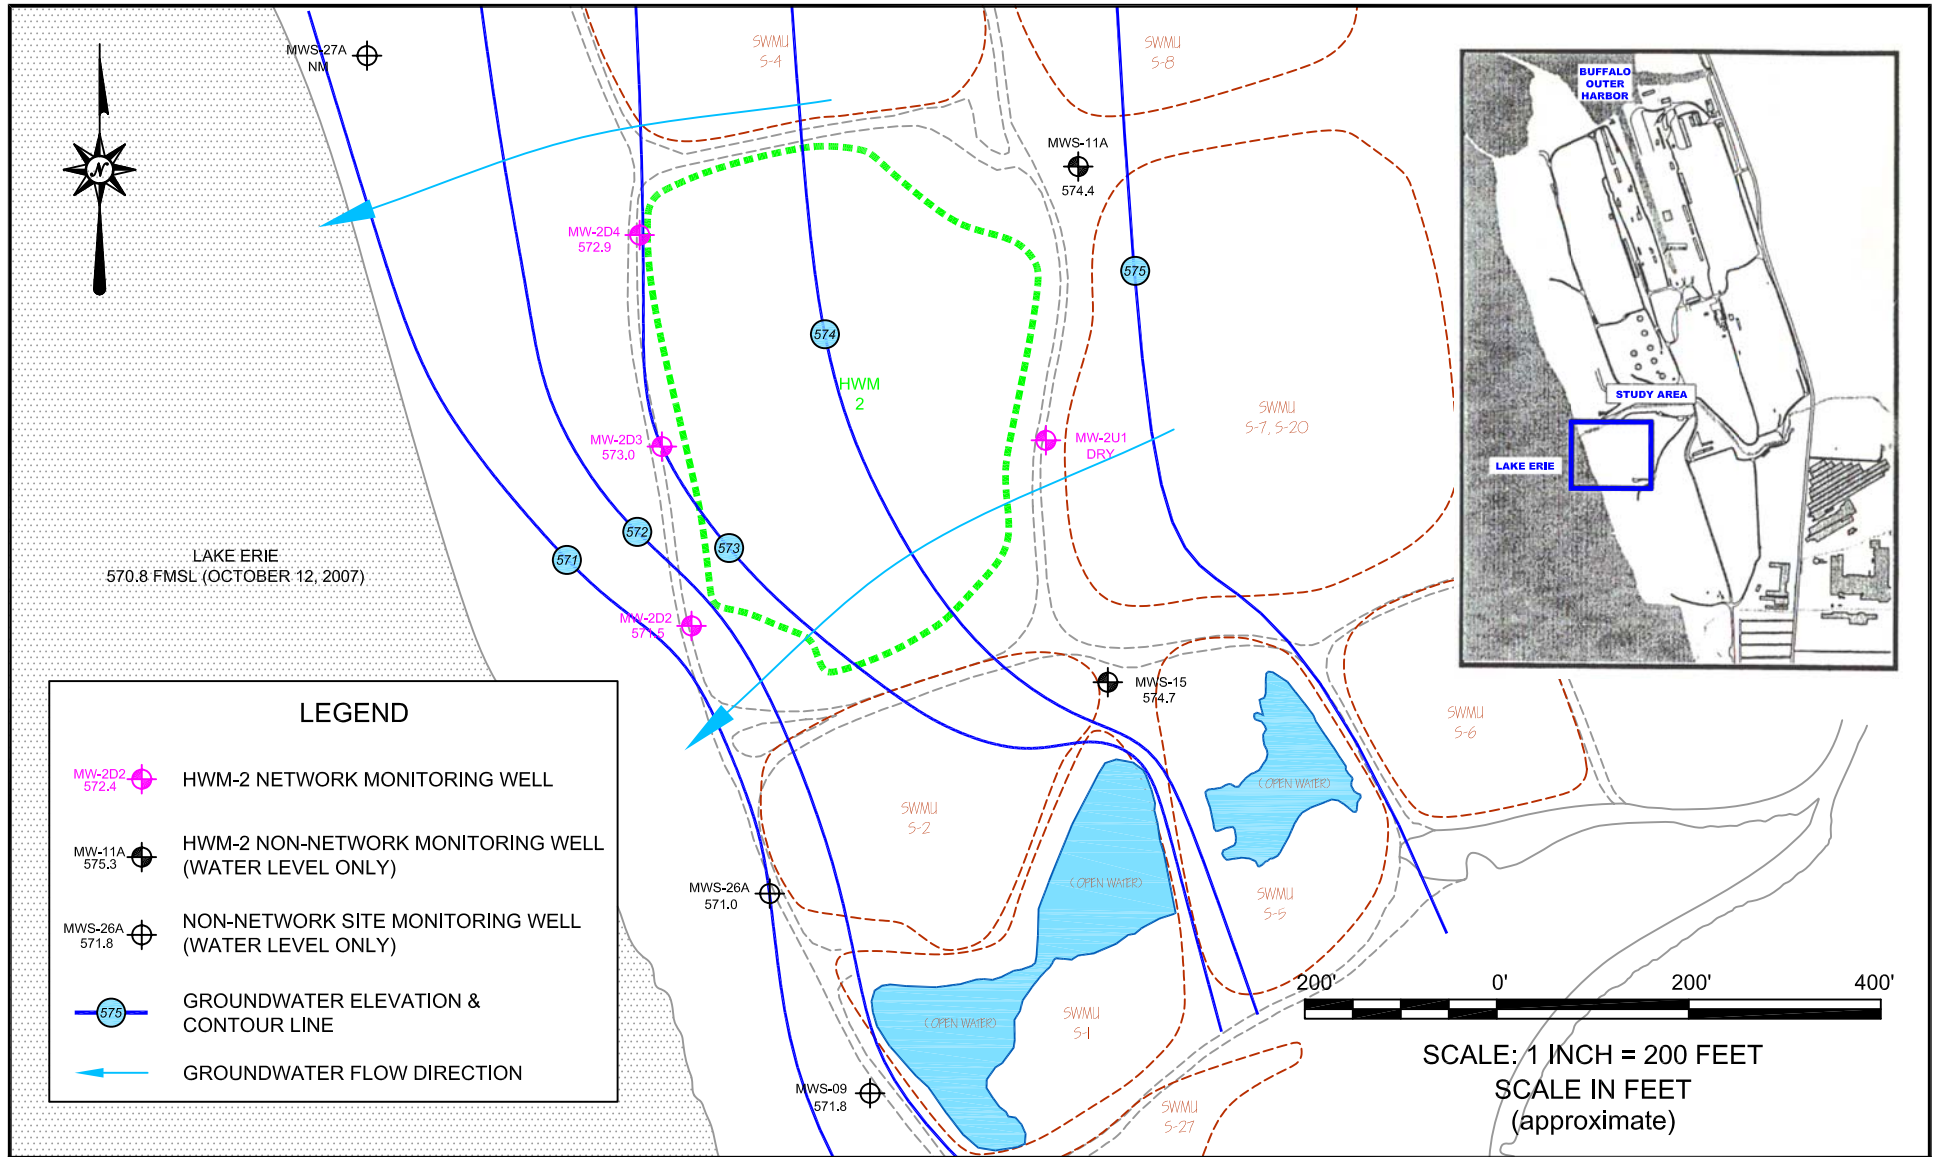 MWS-27A
NM
SWMU
S-4
SWMU
S-8
MWS-11A
574.4
N
MW-2D4
572.9
575
574
HWM
2
SWMU
S-7, S-20
MW-2D3
573.0
MW-2U1
DRY
572
573
571
LAKE ERIE
570.8 FMSL (OCTOBER 12, 2007)
MW-2D2
571.5
MWS-15
574.7
SWMU
S-6
(OPEN WATER)
SWMU
S-2
(OPEN WATER)
MWS-26A
571.0
SWMU
S-5
(OPEN WATER)
SWMU
S-1
MWS-09
571.8
SWMU
S-27
BUFFALO
OUTER
HARBOR
STUDY AREA
LAKE ERIE
LEGEND
MW-2D2
572.4
HWM-2 NETWORK MONITORING WELL
MW-11A
575.3
HWM-2 NON-NETWORK MONITORING WELL
(WATER LEVEL ONLY)
MWS-26A
571.8
NON-NETWORK SITE MONITORING WELL
(WATER LEVEL ONLY)
575
GROUNDWATER ELEVATION &
CONTOUR LINE
GROUNDWATER FLOW DIRECTION
200' 0' 200' 400'
SCALE: 1 INCH = 200 FEET
SCALE IN FEET
(approximate)